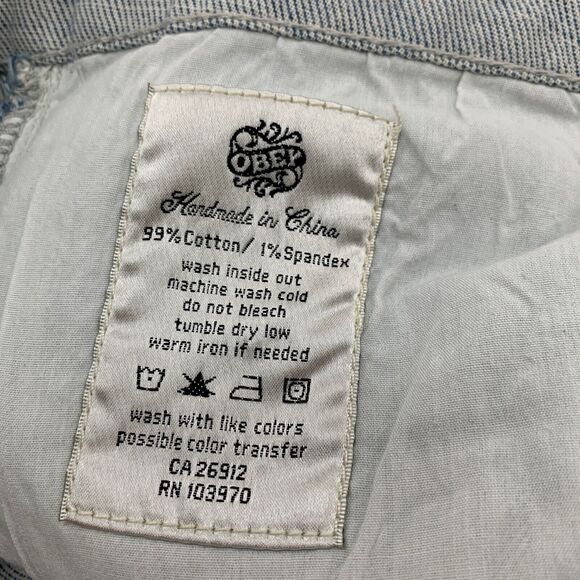 OBEY
Handmade in China
99% Cotton/ 1% Spandex
wash inside out
machine wash cold
do not bleach
tumble dry low
warm iron if needed
wash with like colors
possible color transfer
CA 26912
RN 103970